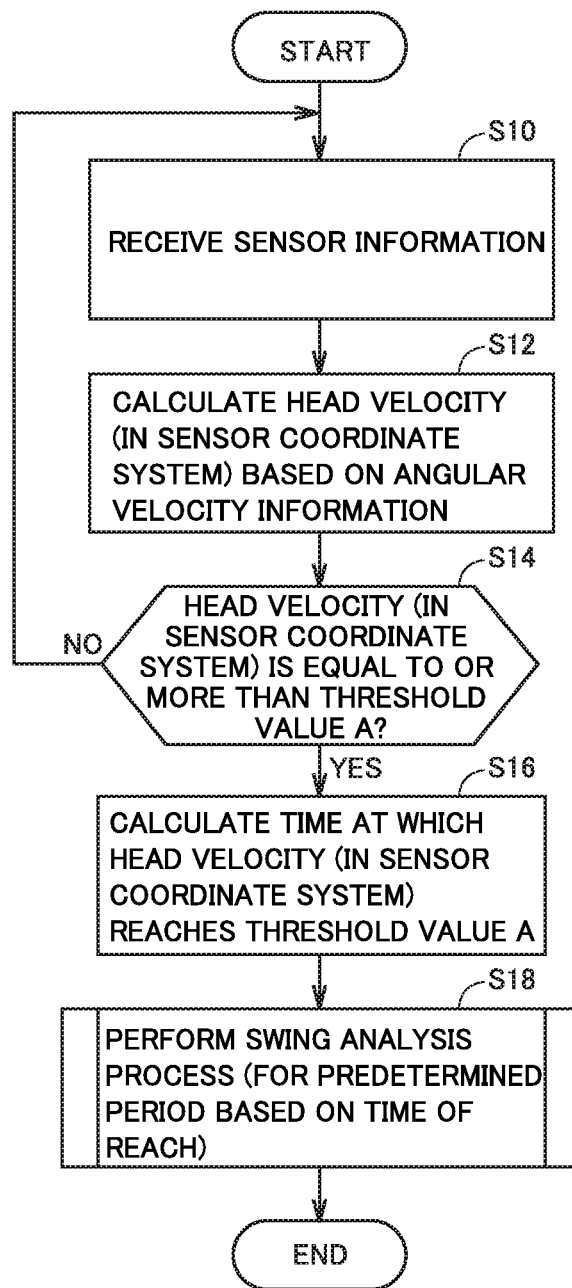 START
S10
RECEIVE SENSOR INFORMATION
S12
CALCULATE HEAD VELOCITY
(IN SENSOR COORDINATE
SYSTEM) BASED ON ANGULAR
VELOCITY INFORMATION
S14
HEAD VELOCITY (IN
SENSOR COORDINATE
SYSTEM) IS EQUAL TO OR
MORE THAN THRESHOLD
VALUE A?
NO
YES
S16
CALCULATE TIME AT WHICH
HEAD VELOCITY (IN SENSOR
COORDINATE SYSTEM)
REACHES THRESHOLD VALUE A
S18
PERFORM SWING ANALYSIS
PROCESS (FOR PREDETERMINED
PERIOD BASED ON TIME OF
REACH)
END